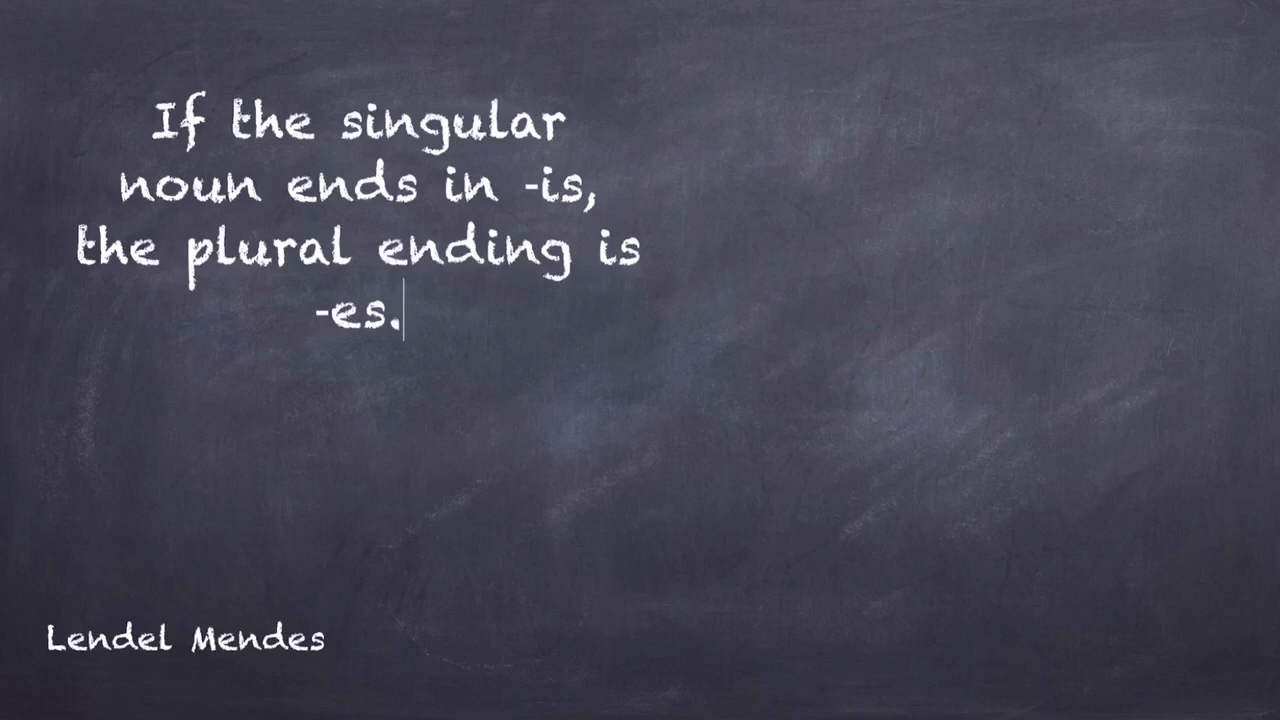 If the singular
noun ends in -is,
the plural ending is
-es.
Lendel Mendes